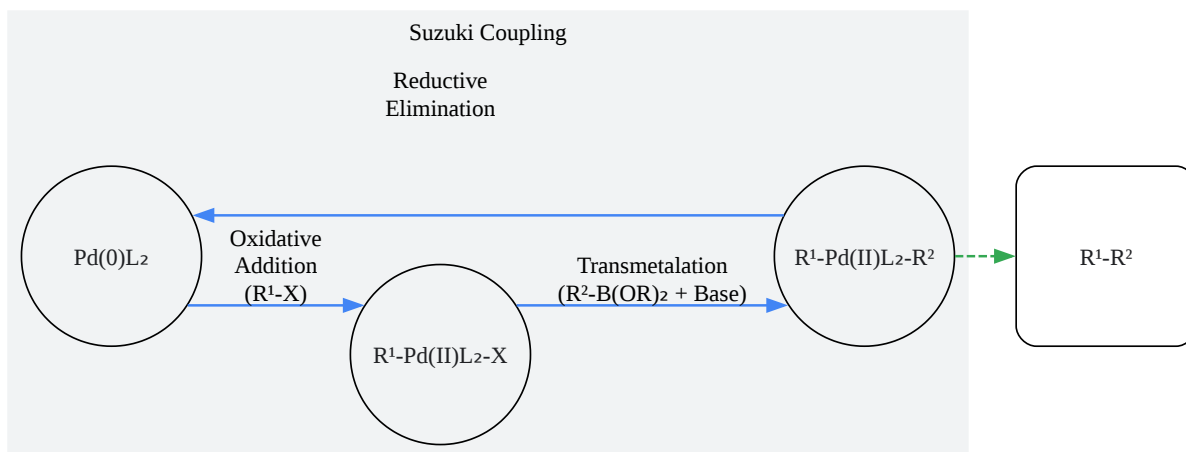 Suzuki Coupling
Reductive
Elimination
Pd(0)L₂
Oxidative
Addition
(R¹-X)
R¹-Pd(II)L₂-X
Transmetalation
(R²-B(OR)₂ + Base)
R¹-Pd(II)L₂-R²
R¹-R²